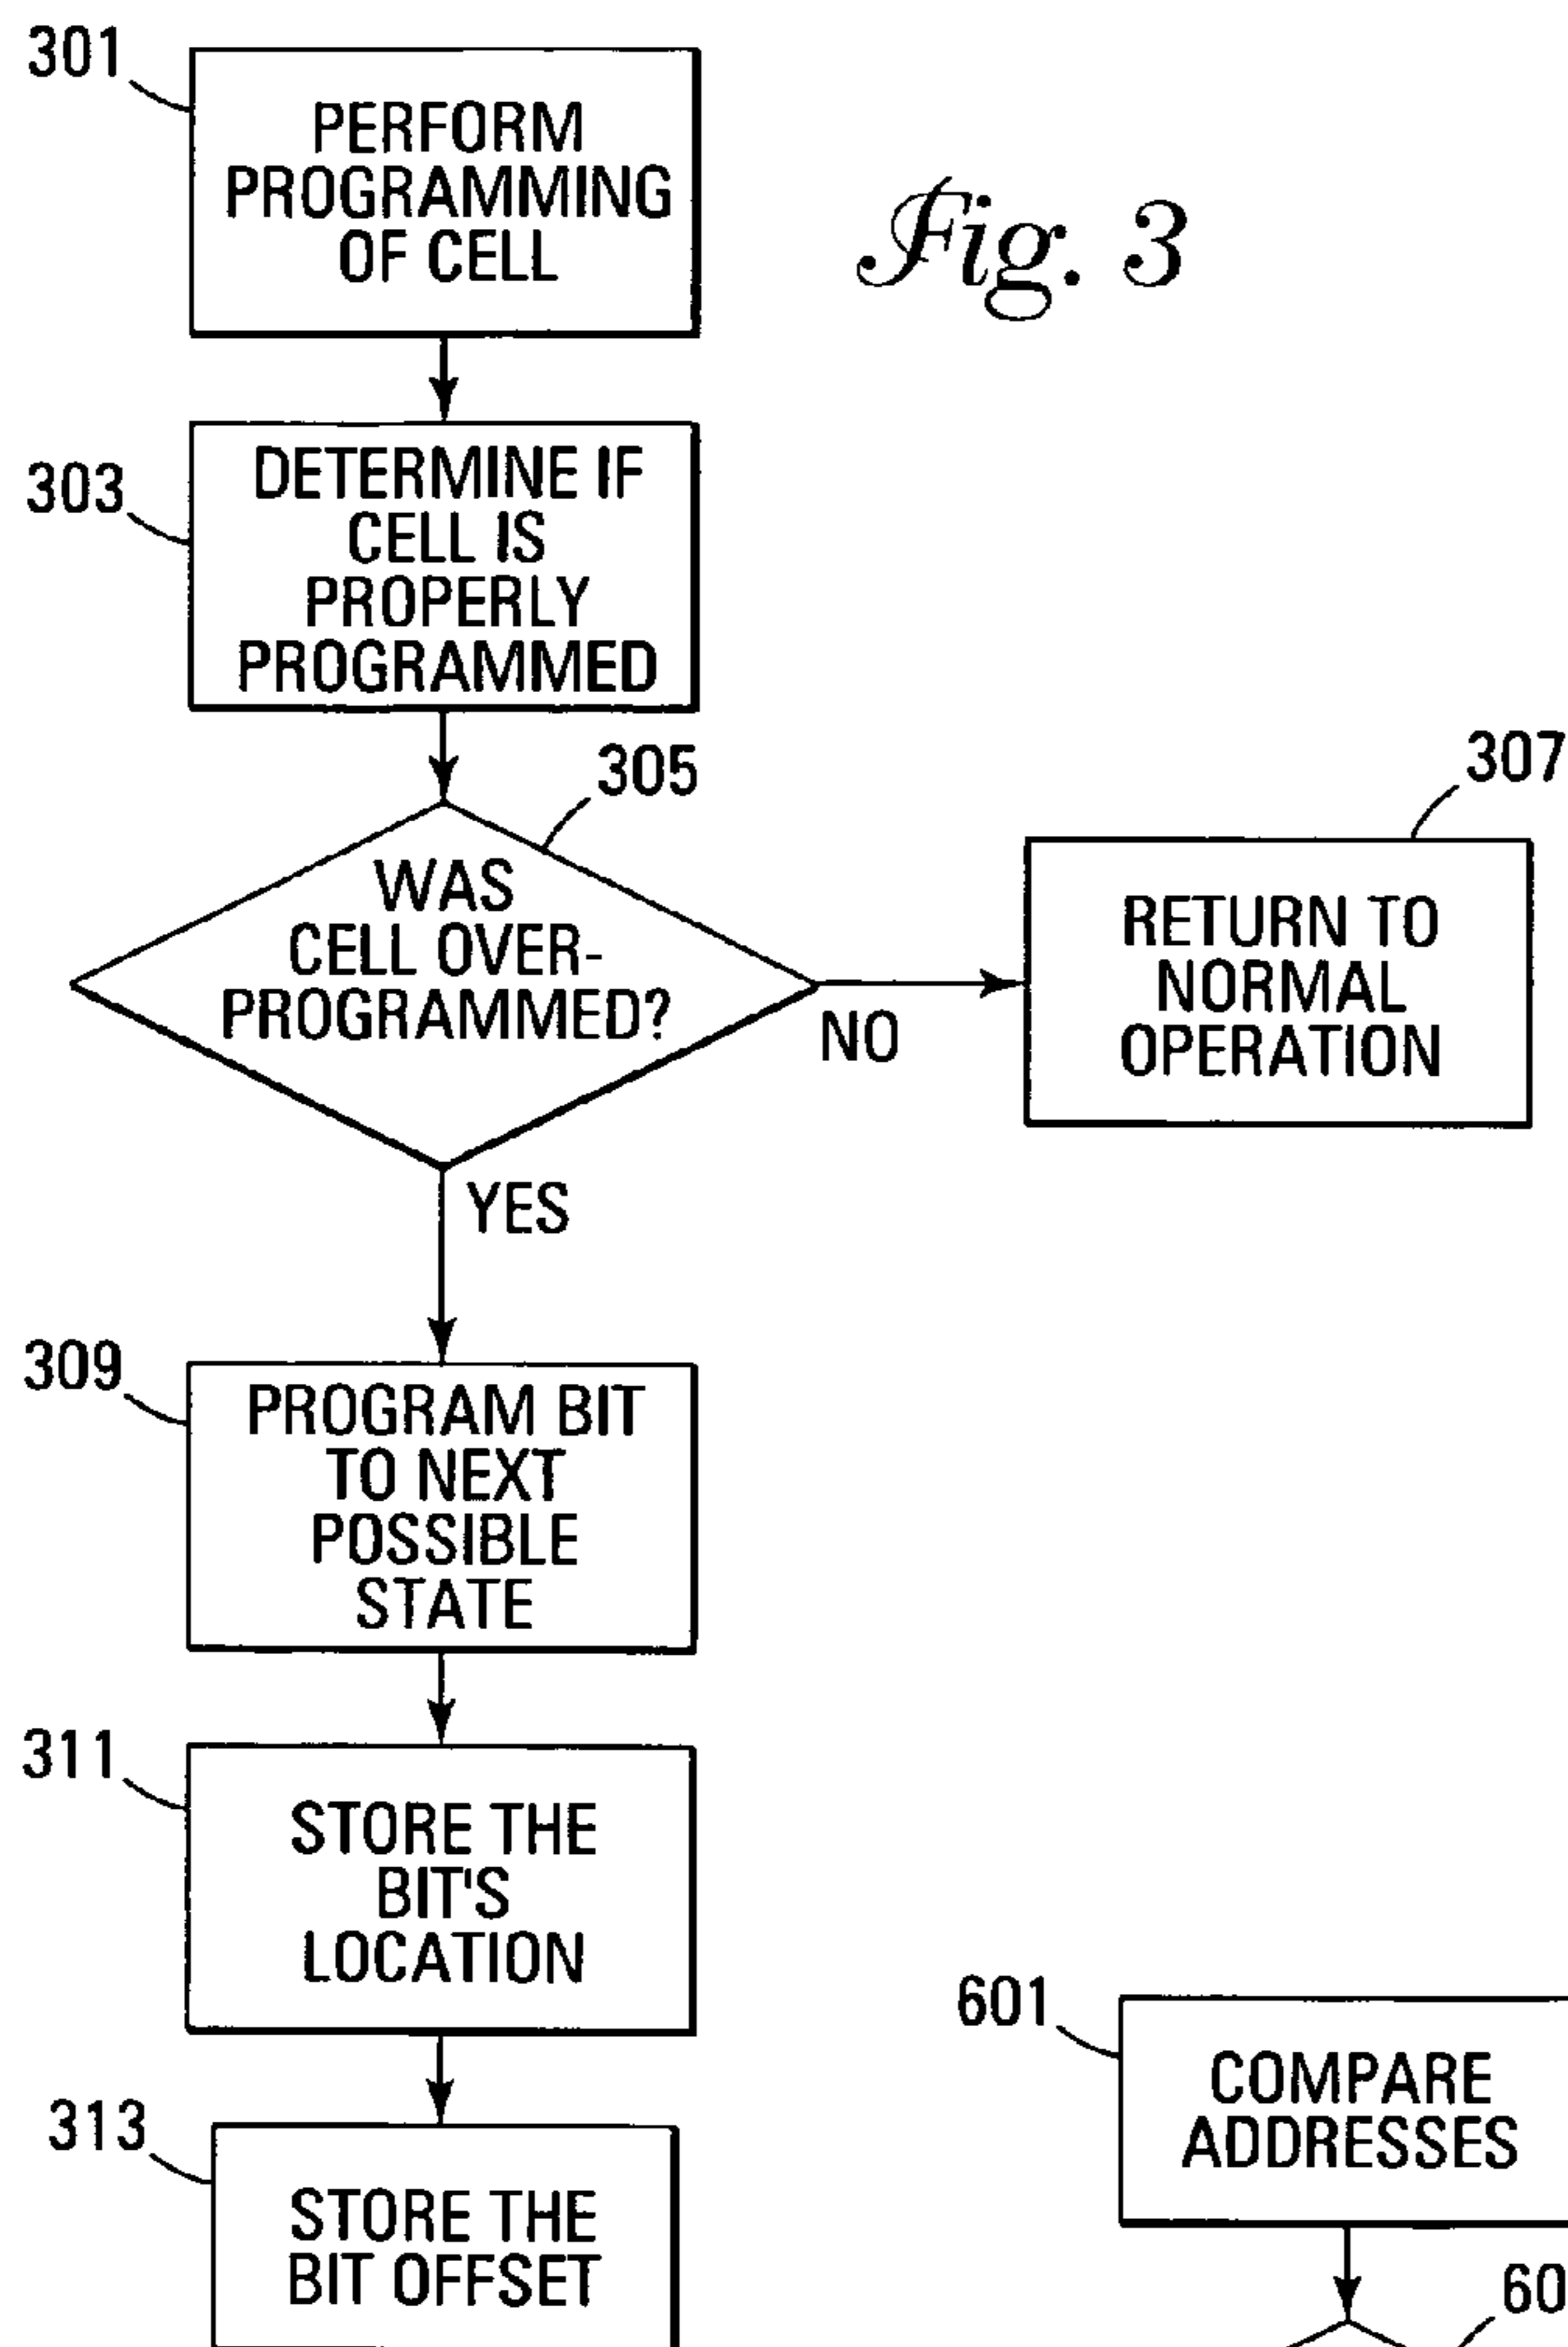 301
PERFORM
PROGRAMMING
OF CELL
Fig. 3
303
DETERMINE IF
CELL IS
PROPERLY
PROGRAMMED
305
WAS
CELL OVER-
PROGRAMMED?
NO
307
RETURN TO
NORMAL
OPERATION
YES
309
PROGRAM BIT
TO NEXT
POSSIBLE
STATE
311
STORE THE
BIT'S
LOCATION
313
STORE THE
BIT OFFSET
601
COMPARE
ADDRESSES